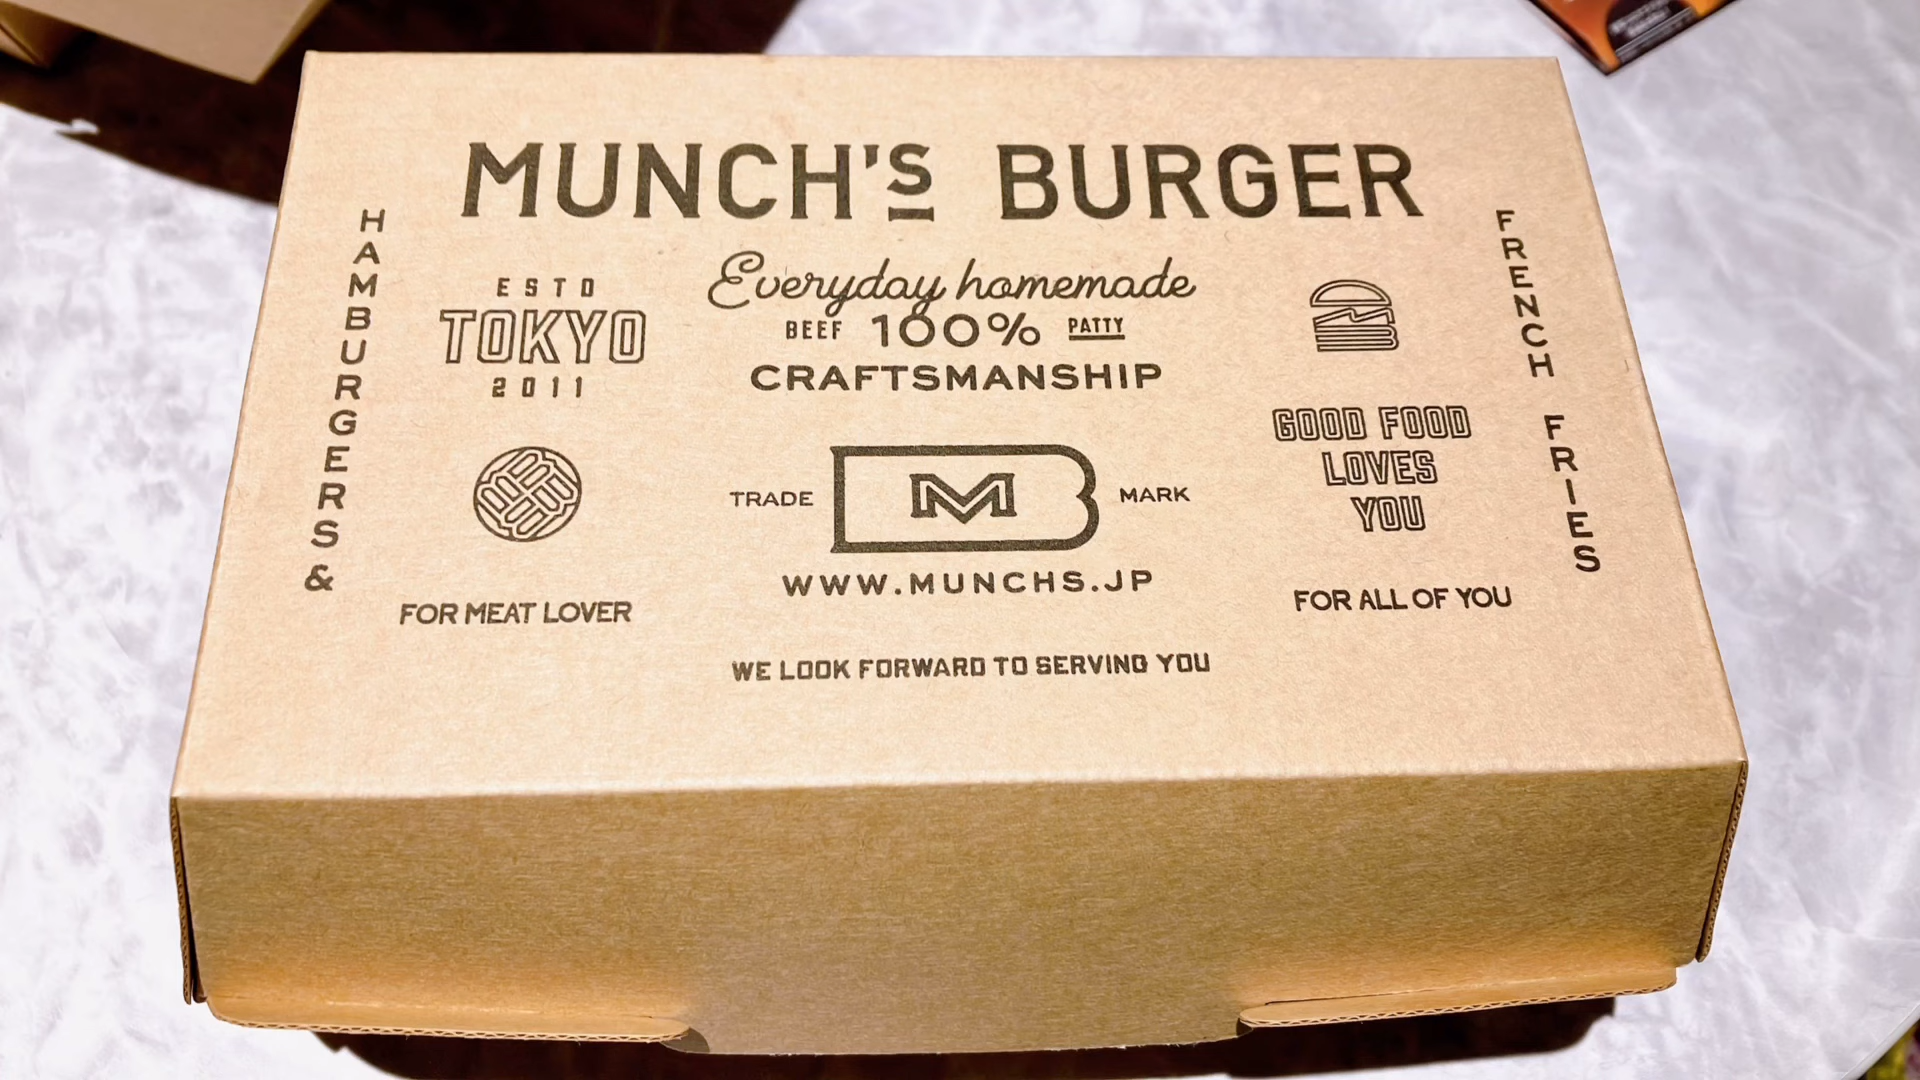 MUNCH'S BURGER
HAMBURGERS &
ESTD
TOKYO
2011
FOR MEAT LOVER
Everyday homemade
BEEF 100% PATTY
CRAFTSMANSHIP
TRADE M MARK
WWW.MUNCHS.JP
WE LOOK FORWARD TO SERVING YOU
GOOD FOOD
LOVES
YOU
FOR ALL OF YOU
FRENCH FRIES